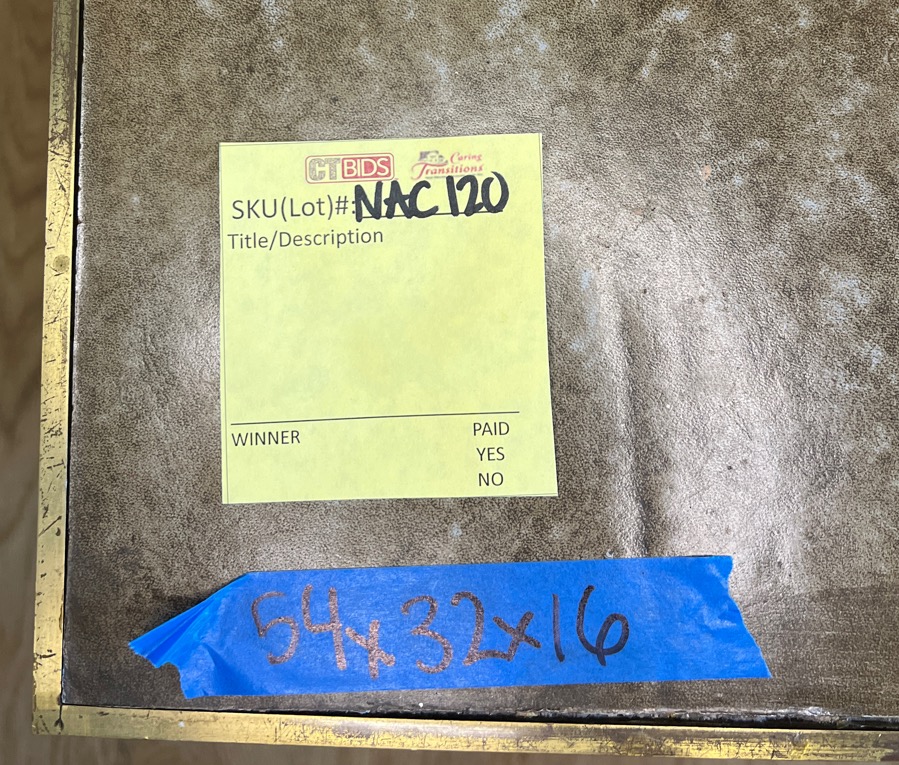 CTBIDS Caring Transitions
SKU(Lot)#: NAC 120
Title/Description
WINNER PAID
YES
NO
54x32x16